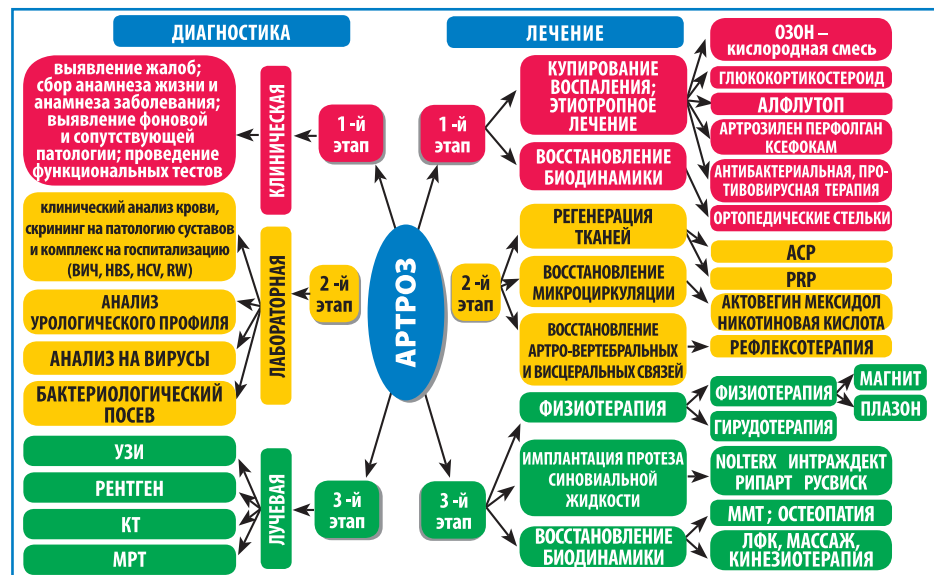 ДИАГНОСТИКА
ЛЕЧЕНИЕ
выявление жалоб;
сбор анамнеза жизни и
анамнеза заболевания;
выявление фоновой
и сопутствующей
патологии; проведение
функциональных тестов
КЛИНИЧЕСКАЯ
1-й
этап
клинический анализ крови,
скрининг на патологию суставов
и комплекс на госпитализацию
(ВИЧ, HBS, HCV, RW)
АНАЛИЗ
УРОЛОГИЧЕСКОГО ПРОФИЛЯ
АНАЛИЗ НА ВИРУСЫ
БАКТЕРИОЛОГИЧЕСКИЙ
ПОСЕВ
ЛАБОРАТОРНАЯ
2-й
этап
УЗИ
РЕНТГЕН
КТ
МРТ
ЛУЧЕВАЯ
3-й
этап
АРТРОЗ
1-й
этап
КУПИРОВАНИЕ
ВОСПАЛЕНИЯ;
ЭТИОТРОПНОЕ
ЛЕЧЕНИЕ
ВОССТАНОВЛЕНИЕ
БИОДИНАМИКИ
ОЗОН –
кислородная смесь
ГЛЮКОКОРТИКОСТЕРОИД
АЛФЛУТОП
АРТРОЗИЛЕН ПЕРФОЛГАН
КСЕФОКАМ
АНТИБАКТЕРИАЛЬНАЯ, ПРО-
ТИВОВИРУСНАЯ ТЕРАПИЯ
ОРТОПЕДИЧЕСКИЕ СТЕЛЬКИ
2-й
этап
РЕГЕНЕРАЦИЯ
ТКАНЕЙ
ВОССТАНОВЛЕНИЕ
МИКРОЦИРКУЛЯЦИИ
ВОССТАНОВЛЕНИЕ
АРТРО-ВЕРТЕБРАЛЬНЫХ
И ВИСЦЕРАЛЬНЫХ СВЯЗЕЙ
ACP
PRP
АКТОВЕГИН МЕКСИДОЛ
НИКОТИНОВАЯ КИСЛОТА
РЕФЛЕКСОТЕРАПИЯ
3-й
этап
ФИЗИОТЕРАПИЯ
ИМПЛАНТАЦИЯ ПРОТЕЗА
СИНОВИАЛЬНОЙ
ЖИДКОСТИ
ВОССТАНОВЛЕНИЕ
БИОДИНАМИКИ
ФИЗИОТЕРАПИЯ
МАГНИТ
ПЛАЗОН
ГИРУДОТЕРАПИЯ
NOLTERX ИНТРАЖДЕКТ
РИПАРТ РУСВИСК
ММТ ; ОСТЕОПАТИЯ
ЛФК, МАССАЖ,
КИНЕЗИОТЕРАПИЯ